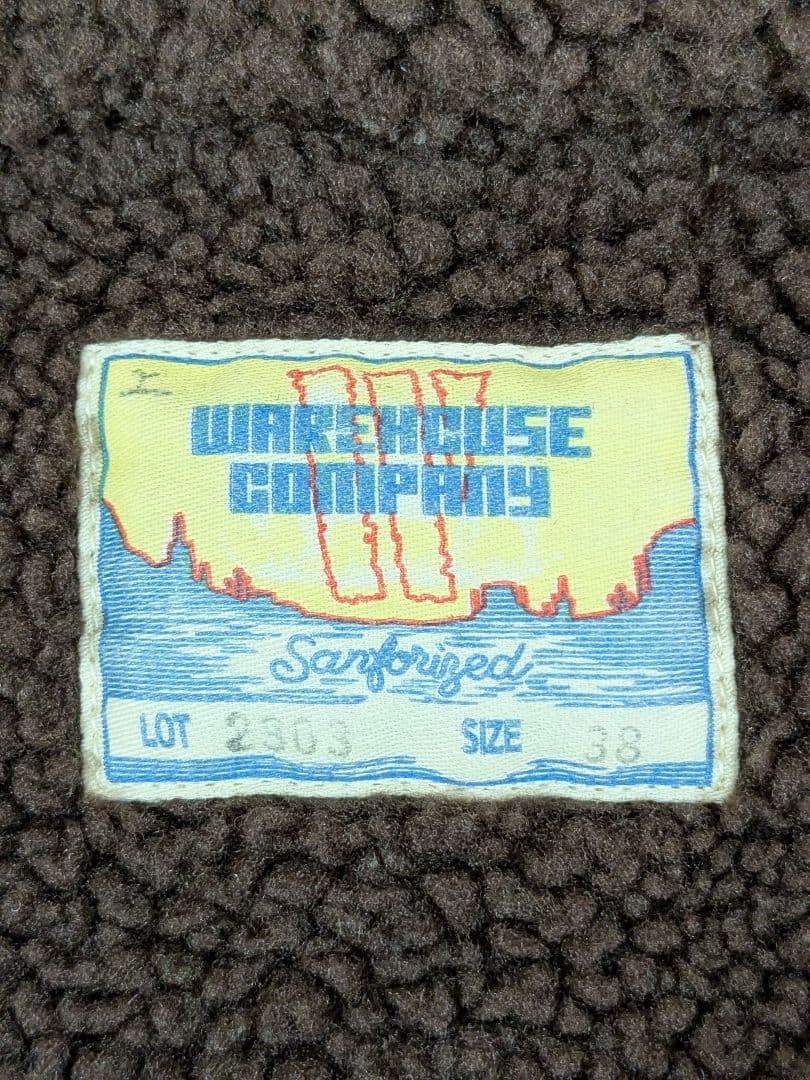 WAREHOUSE
COMPANY
Sanforized
LOT 2303 SIZE 38